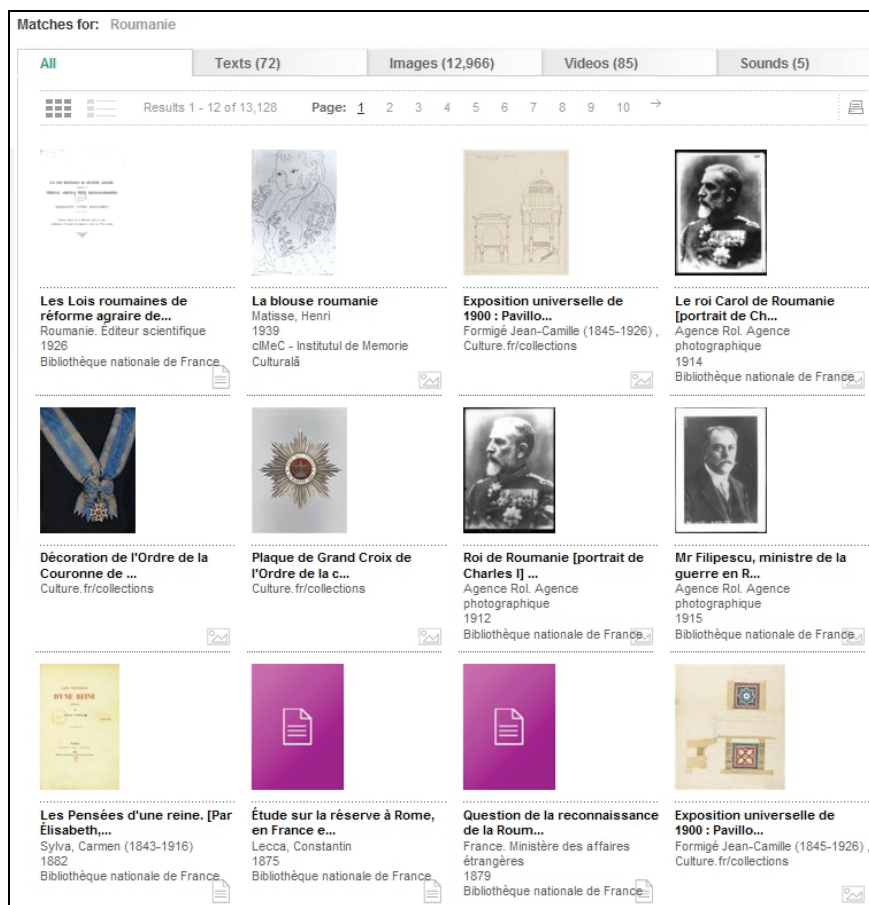 Matches for: Roumanie
All Texts (72) Images (12,966) Videos (85) Sounds (5)
Results 1 - 12 of 13,128 Page: 1 2 3 4 5 6 7 8 9 10 →
Les Lois roumaines de
réforme agraire de...
Roumanie. Éditeur scientifique
1926
Bibliothèque nationale de France
La blouse roumanie
Matisse, Henri
1939
cIMeC - Institutul de Memorie
Culturală
Exposition universelle de
1900 : Pavillo...
Formigé Jean-Camille (1845-1926) ,
Culture.fr/collections
Le roi Carol de Roumanie
[portrait de Ch...
Agence Rol. Agence
photographique
1914
Bibliothèque nationale de France
Décoration de l'Ordre de la
Couronne de ...
Culture.fr/collections
Plaque de Grand Croix de
l'Ordre de la c...
Culture.fr/collections
Roi de Roumanie [portrait de
Charles I] ...
Agence Rol. Agence
photographique
1912
Bibliothèque nationale de France
Mr Filipescu, ministre de la
guerre en R...
Agence Rol. Agence
photographique
1915
Bibliothèque nationale de France
D'UNE REINE
Les Pensées d'une reine. [Par
Élisabeth,...
Sylva, Carmen (1843-1916)
1882
Bibliothèque nationale de France
Étude sur la réserve à Rome,
en France e...
Lecca, Constantin
1875
Bibliothèque nationale de France
Question de la reconnaissance
de la Roum...
France. Ministère des affaires
étrangères
1879
Bibliothèque nationale de France
Exposition universelle de
1900 : Pavillo...
Formigé Jean-Camille (1845-1926) ,
Culture.fr/collections